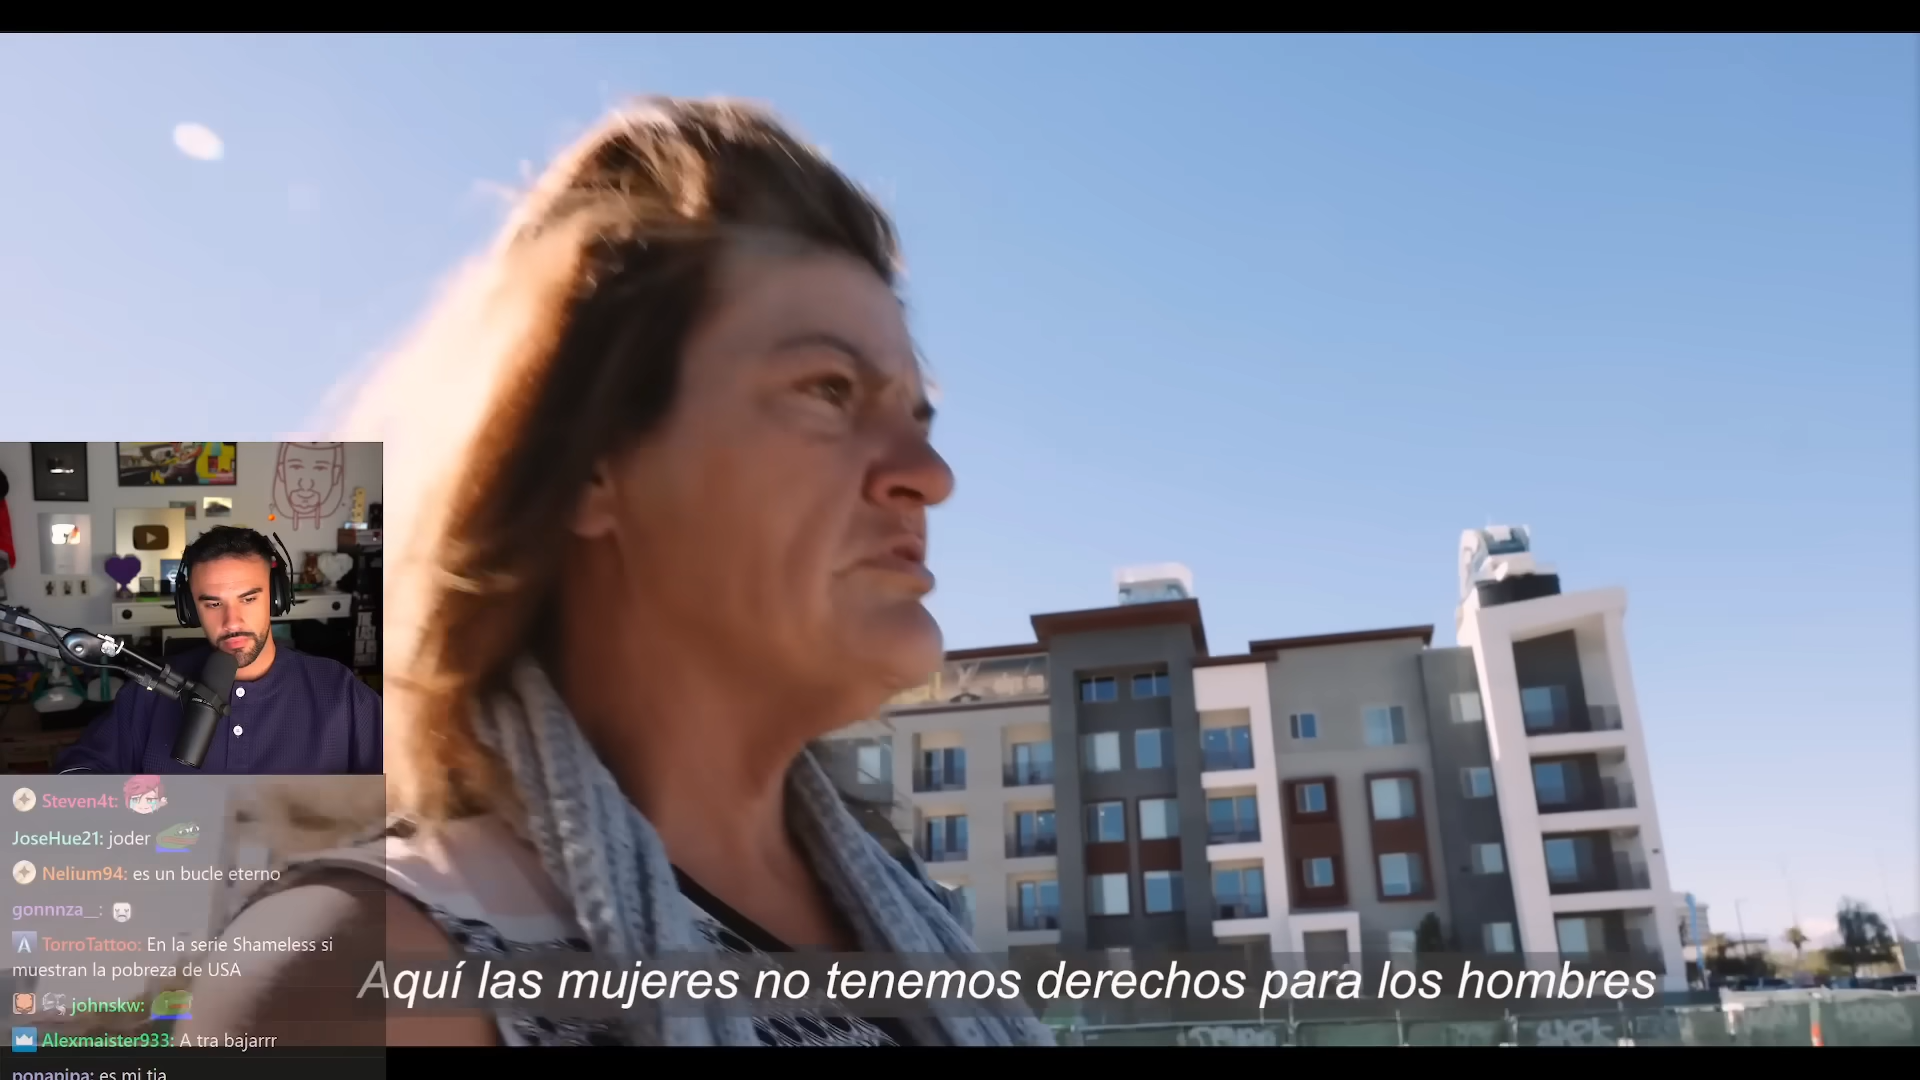 Steven4t:
JoseHue21: joder
Nelium94: es un bucle eterno
gonnnza__:
TorroTattoo: En la serie Shameless si
muestran la pobreza de USA
johnskw:
Alexmaister933: A tra bajarrr
ponapipa: es mi tia
Aquí las mujeres no tenemos derechos para los hombres